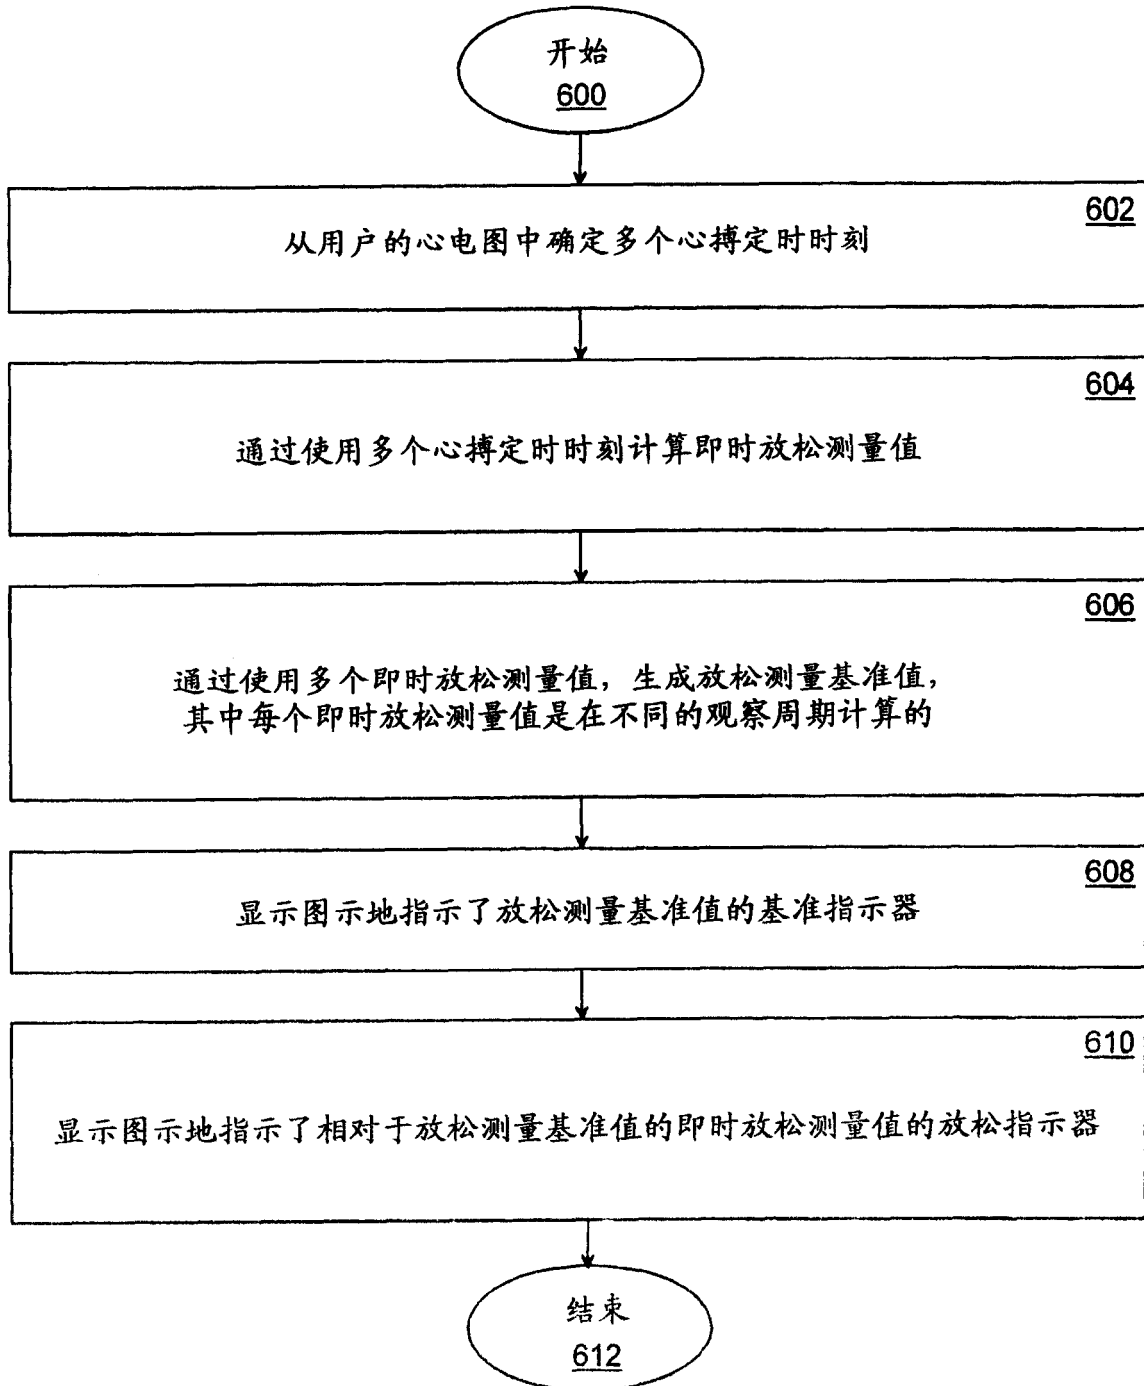 开始
600
602
从用户的心电图中确定多个心搏定时时刻
604
通过使用多个心搏定时时刻计算即时放松测量值
606
通过使用多个即时放松测量值，生成放松测量基准值，
其中每个即时放松测量值是在不同的观察周期计算的
608
显示图示地指示了放松测量基准值的基准指示器
610
显示图示地指示了相对于放松测量基准值的即时放松测量值的放松指示器
结束
612